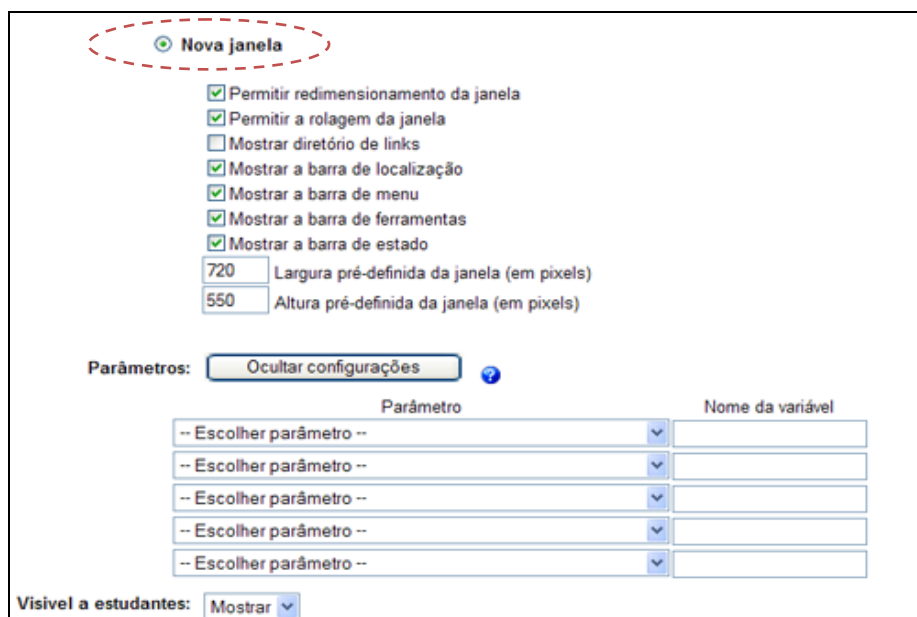 Nova janela
Permitir redimensionamento da janela
Permitir a rolagem da janela
Mostrar diretório de links
Mostrar a barra de localização
Mostrar a barra de menu
Mostrar a barra de ferramentas
Mostrar a barra de estado
720 Largura pré-definida da janela (em pixels)
550 Altura pré-definida da janela (em pixels)
Parâmetros: Ocultar configurações ?
Parâmetro Nome da variável
-- Escolher parâmetro --
-- Escolher parâmetro --
-- Escolher parâmetro --
-- Escolher parâmetro --
-- Escolher parâmetro --
Visivel a estudantes: Mostrar